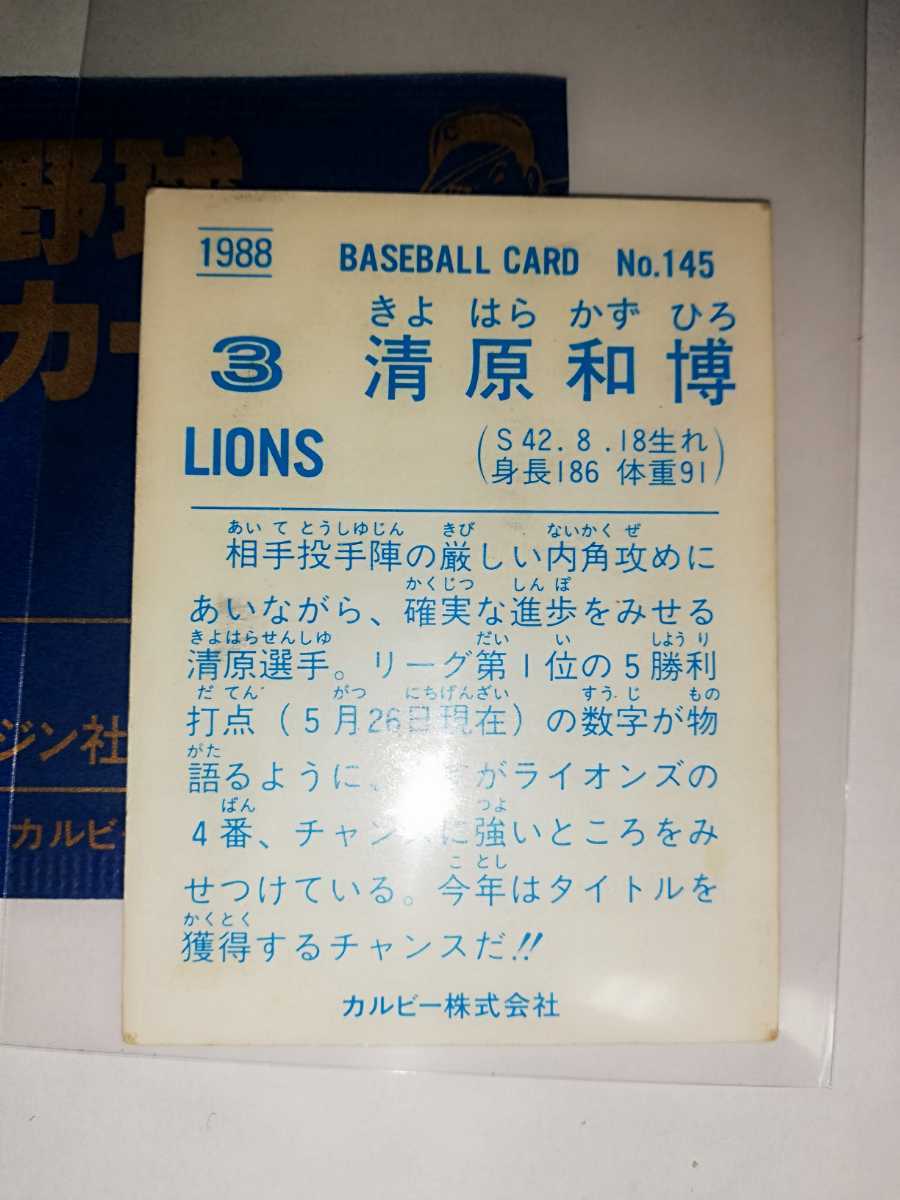 野球
カー
ジン社
カルビー
1988 BASEBALL CARD No.145
きよ はら かず ひろ
3 清原和博
LIONS
(S42.8.18生れ
身長186 体重91)
あいて とうしゆじん きび ないかくぜ
相手投手陣の厳しい内角攻めに
かくじつ しんぽ
あいながら、確実な進歩をみせる
きよはらせんしゆ だい い しようり
清原選手。リーグ第1位の5勝利
だてん がつ にちげんざい すうじ もの
打点(5月26日現在)の数字が物
がた
語るように、 がライオンズの
ばん つよ
4番、チャンスに強いところをみ
ことし
せつけている。今年はタイトルを
かくとく
獲得するチャンスだ!!
カルビー株式会社